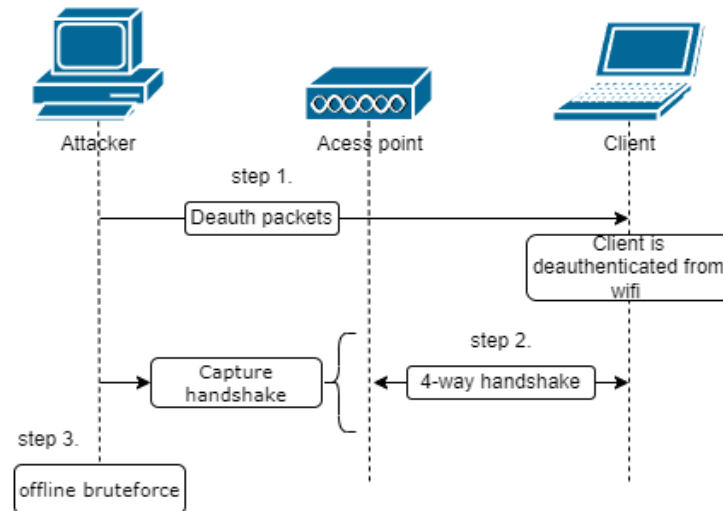 Attacker
Acess point
Client
step 1.
Deauth packets
Client is
deauthenticated from
wifi
step 2.
Capture
handshake
4-way handshake
step 3.
offline bruteforce